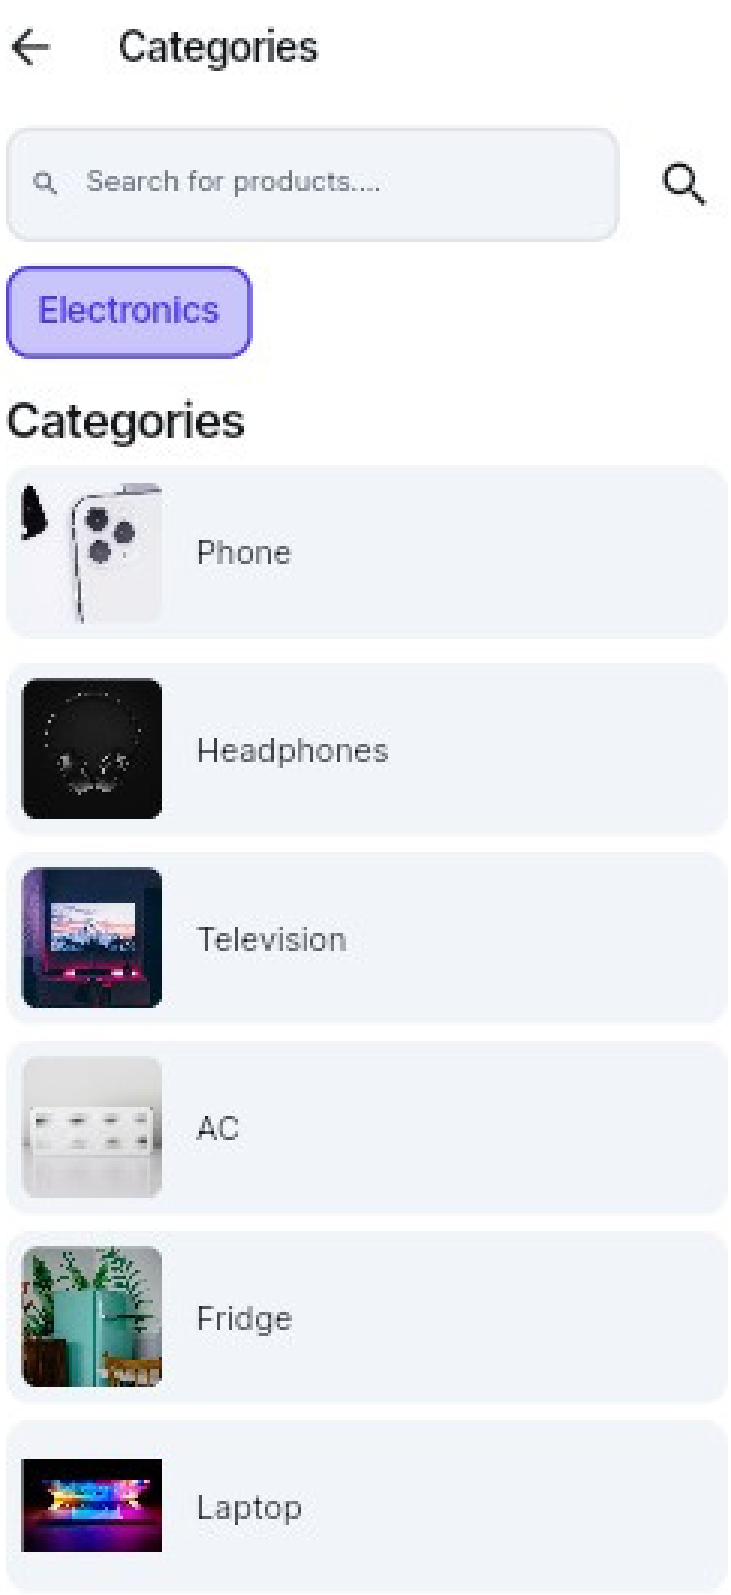 Categories
Search for products....
Electronics
Categories
Phone
Headphones
Television
AC
Fridge
Laptop